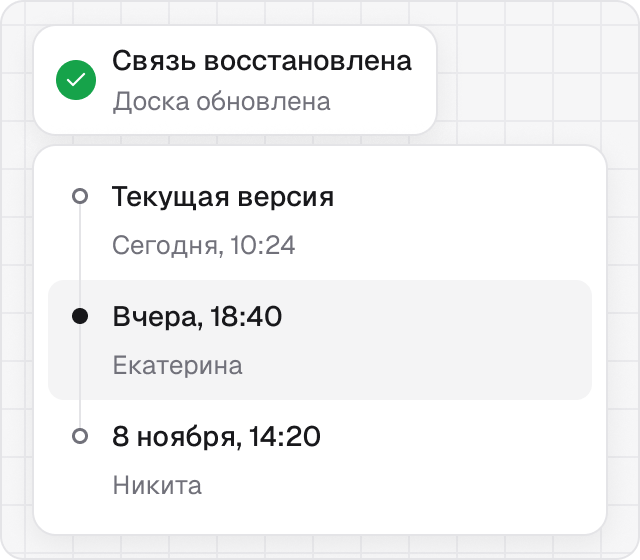 Связь восстановлена
Доска обновлена
Текущая версия
Сегодня, 10:24
Вчера, 18:40
Екатерина
8 ноября, 14:20
Никита